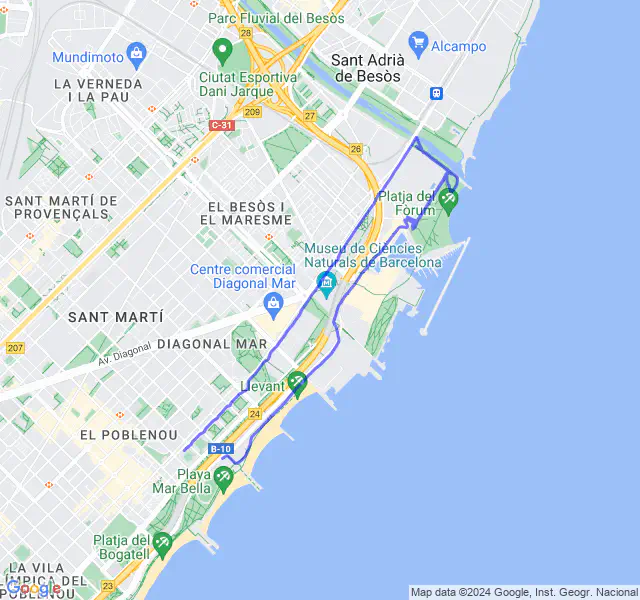 Parc Fluvial del Besòs
28
Mundimoto
Alcampo
Sant Adrià
de Besòs
LA VERNEDA
I LA PAU
Ciutat Esportiva
Dani Jarque
209
27
C-31
26
SANT MARTÍ DE
PROVENÇALS
EL BESÒS I
EL MARESME
Platja del
Fòrum
Museu de Ciències
Naturals de Barcelona
Centre comercial
Diagonal Mar
SANT MARTÍ
207
Av. Diagonal
DIAGONAL MAR
Llevant
24
EL POBLENOU
B-10
Playa
Mar Bella
Platja del
Bogatell
LA VILA
OLÍMPICA DEL
POBLENOU
23
Google
Map data ©2024 Google, Inst. Geogr. Nacional